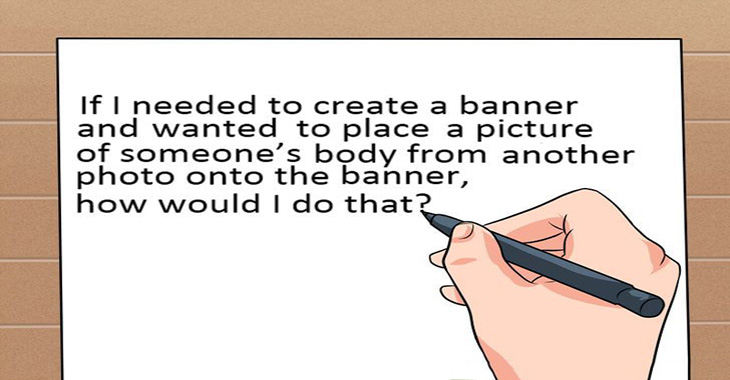 If I needed to create a banner
and wanted to place a picture
of someone’s body from another
photo onto the banner,
how would I do that?